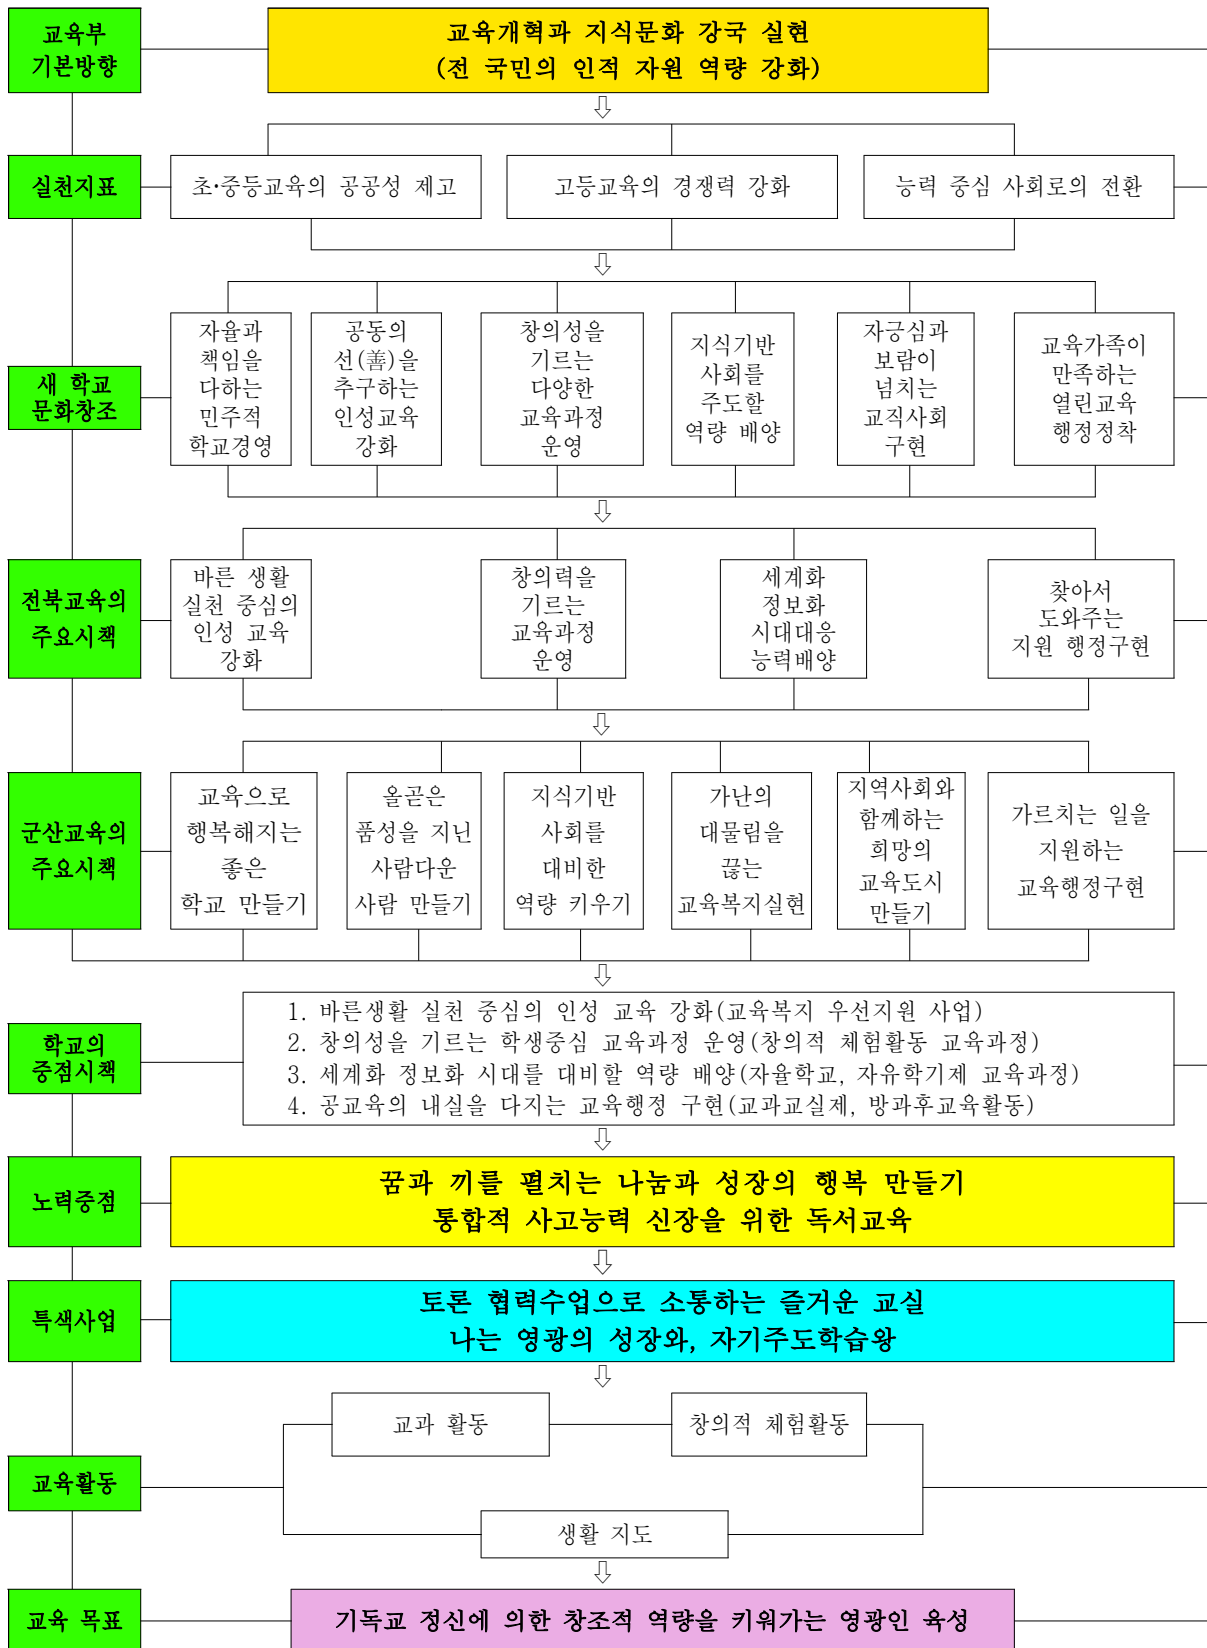 교육부
기본방향
교육개혁과 지식문화 강국 실현
(전 국민의 인적 자원 역량 강화)
실천지표
초·중등교육의 공공성 제고
고등교육의 경쟁력 강화
능력 중심 사회로의 전환
새 학교
문화창조
자율과
책임을
다하는
민주적
학교경영
공동의
선(善)을
추구하는
인성교육
강화
창의성을
기르는
다양한
교육과정
운영
지식기반
사회를
주도할
역량 배양
자긍심과
보람이
넘치는
교직사회
구현
교육가족이
만족하는
열린교육
행정정착
전북교육의
주요시책
바른 생활
실천 중심의
인성 교육
강화
창의력을
기르는
교육과정
운영
세계화
정보화
시대대응
능력배양
찾아서
도와주는
지원 행정구현
군산교육의
주요시책
교육으로
행복해지는
좋은
학교 만들기
올곧은
품성을 지닌
사람다운
사람 만들기
지식기반
사회를
대비한
역량 키우기
가난의
대물림을
끊는
교육복지실현
지역사회와
함께하는
희망의
교육도시
만들기
가르치는 일을
지원하는
교육행정구현
학교의
중점시책
1. 바른생활 실천 중심의 인성 교육 강화(교육복지 우선지원 사업)
2. 창의성을 기르는 학생중심 교육과정 운영(창의적 체험활동 교육과정)
3. 세계화 정보화 시대를 대비할 역량 배양(자율학교, 자유학기제 교육과정)
4. 공교육의 내실을 다지는 교육행정 구현(교과교실제, 방과후교육활동)
노력중점
꿈과 끼를 펼치는 나눔과 성장의 행복 만들기
통합적 사고능력 신장을 위한 독서교육
특색사업
토론 협력수업으로 소통하는 즐거운 교실
나는 영광의 성장와, 자기주도학습왕
교육활동
교과 활동
창의적 체험활동
생활 지도
교육 목표
기독교 정신에 의한 창조적 역량을 키워가는 영광인 육성